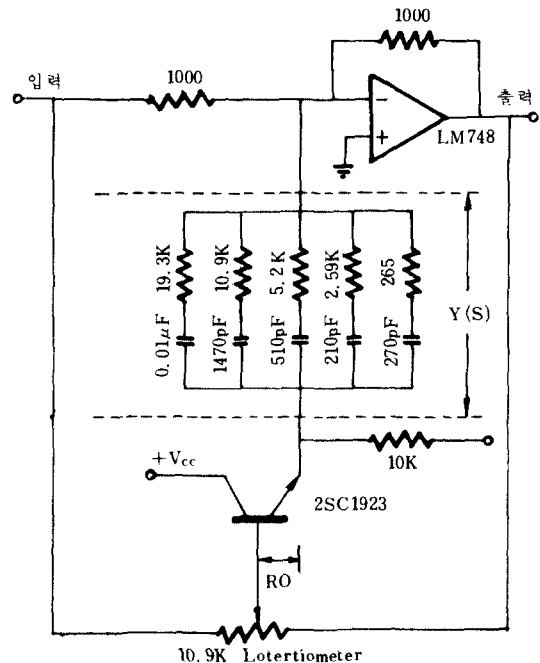 1000
입력
1000
출력
−
+
LM748
19.3K
10.9K
5.2K
2.59K
265
0.01μF
1470pF
510pF
210pF
270pF
Y(S)
+Vcc
10K
2SC1923
RO
10.9K Lotertiometer